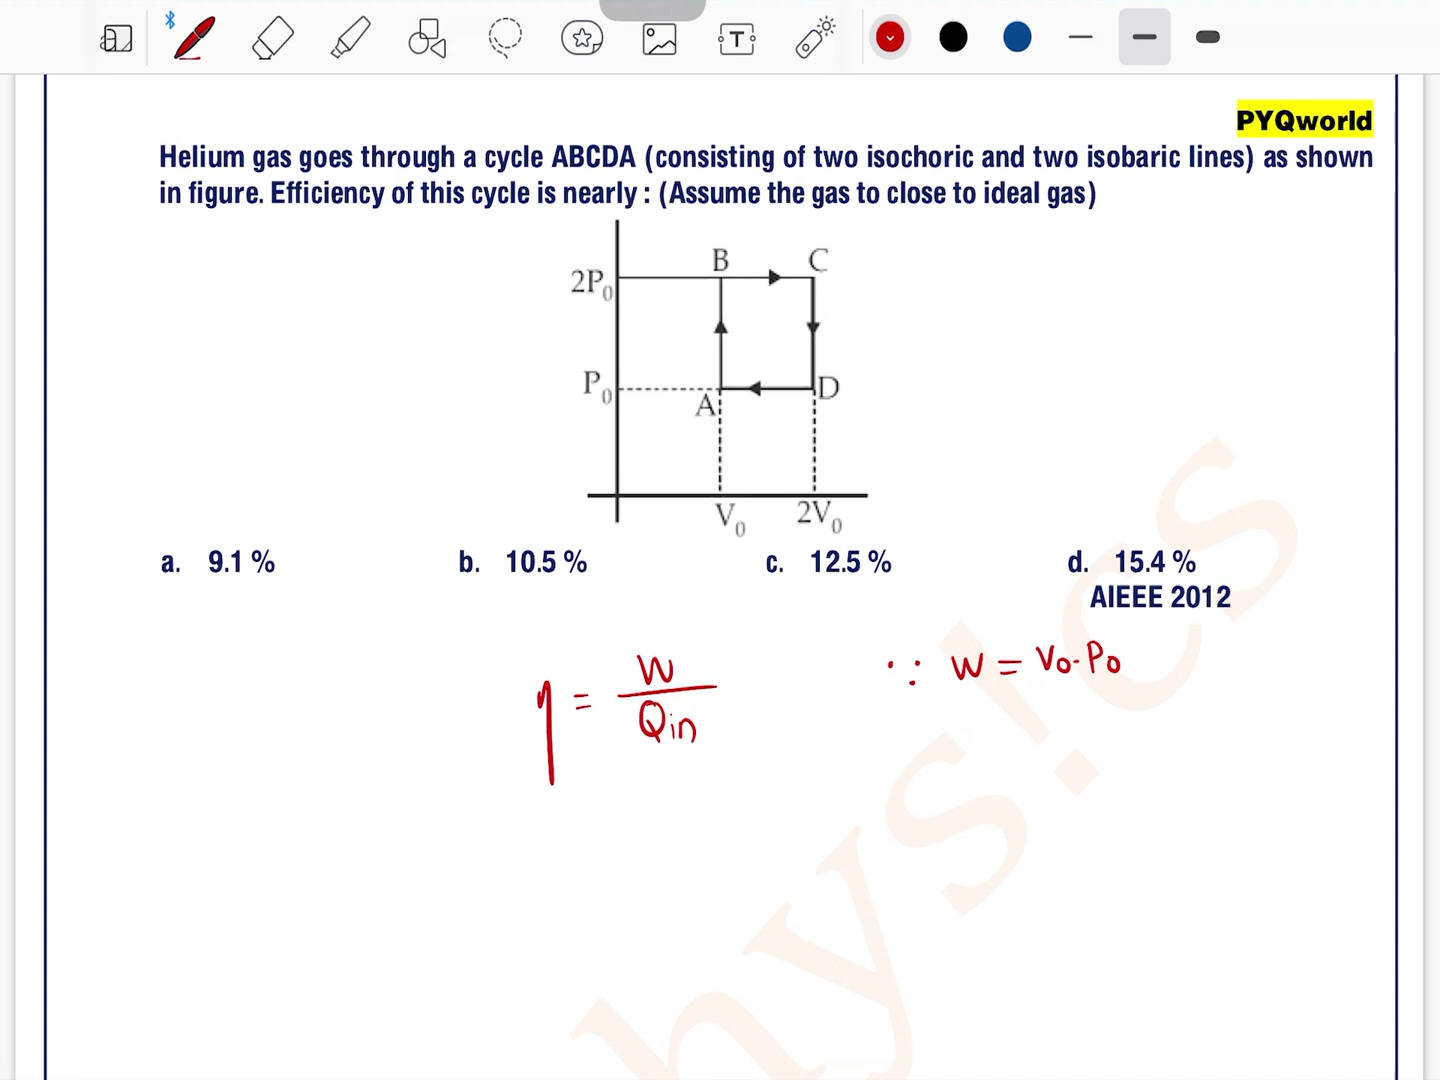 T
PYQworld
Helium gas goes through a cycle ABCDA (consisting of two isochoric and two isobaric lines) as shown
in figure. Efficiency of this cycle is nearly : (Assume the gas to close to ideal gas)
B C
2P₀
P₀
A D
V₀ 2V₀
a. 9.1 % b. 10.5 % c. 12.5 % d. 15.4 %
AIEEE 2012
η = W / Qin ∵ W = V₀·P₀
hys!cs